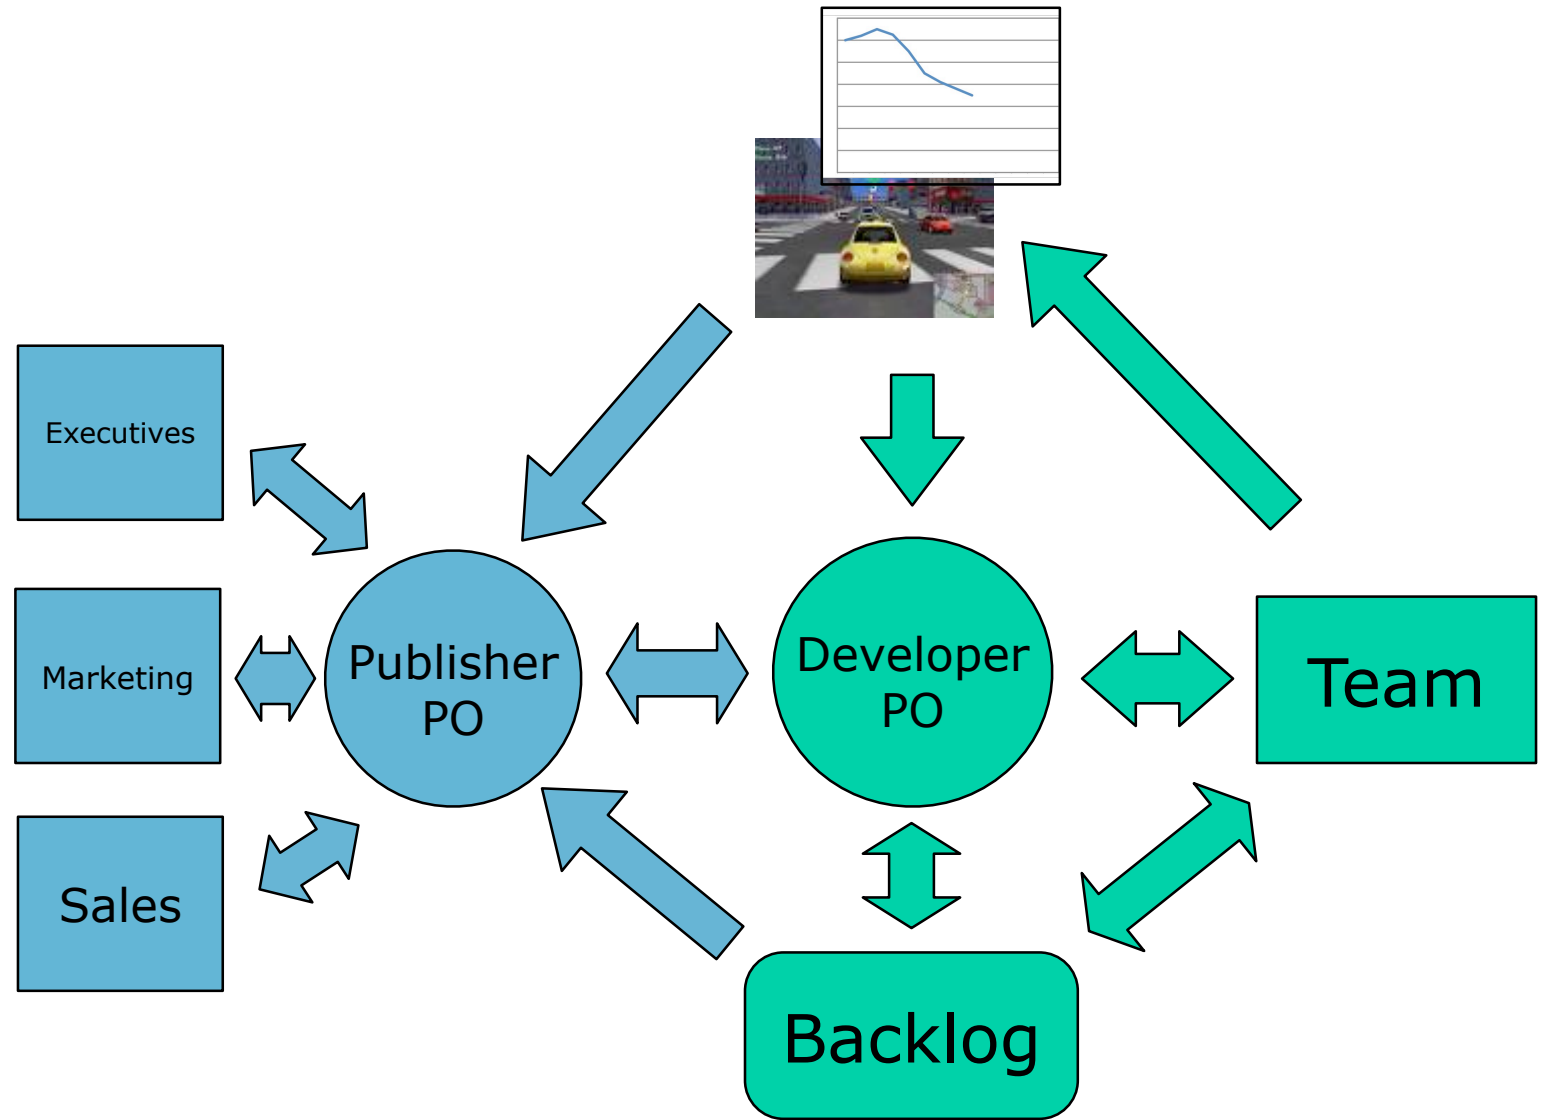 Executives
Marketing
Sales
Publisher
PO
Developer
PO
Team
Backlog